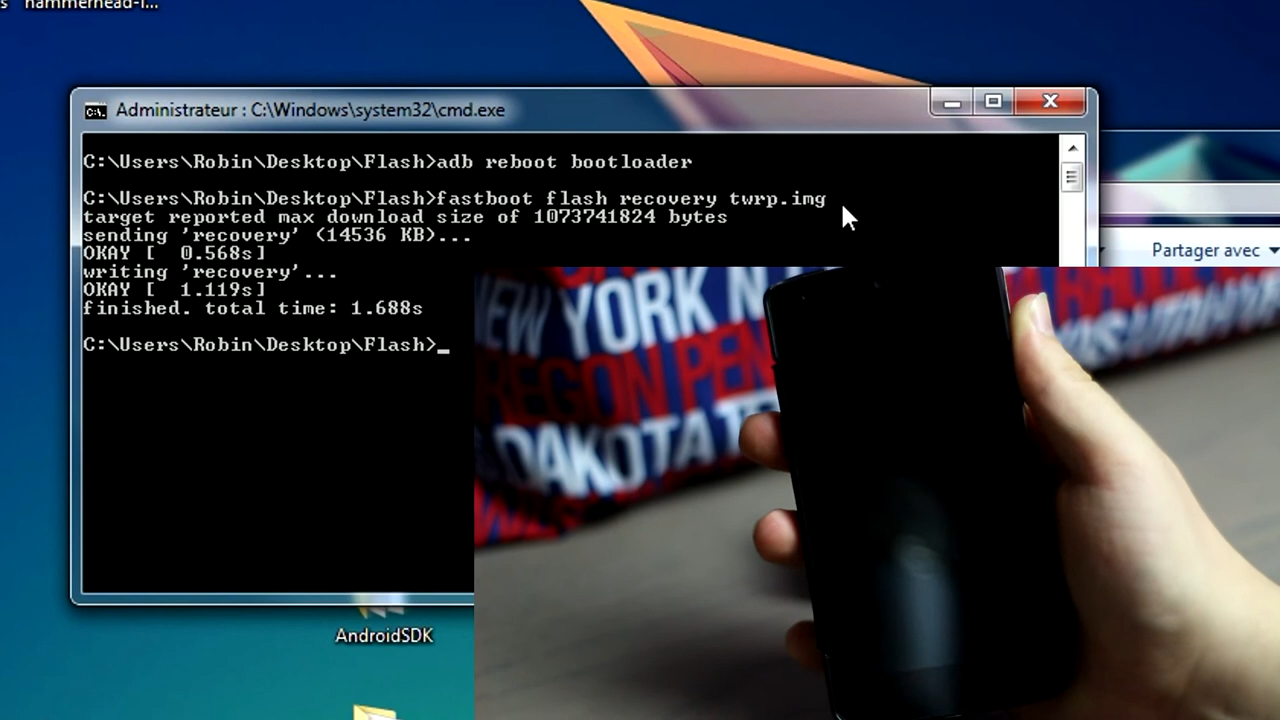 hammerhead-f...
Administrateur : C:\Windows\system32\cmd.exe
C:\Users\Robin\Desktop\Flash>adb reboot bootloader
C:\Users\Robin\Desktop\Flash>fastboot flash recovery twrp.img
target reported max download size of 1073741824 bytes
sending 'recovery' (14536 KB)...
OKAY [  0.568s]
writing 'recovery'...
OKAY [  1.119s]
finished. total time: 1.688s
C:\Users\Robin\Desktop\Flash>_
Partager avec
NEW YORK N
OREGON PEN
DAKOTA TE
AndroidSDK